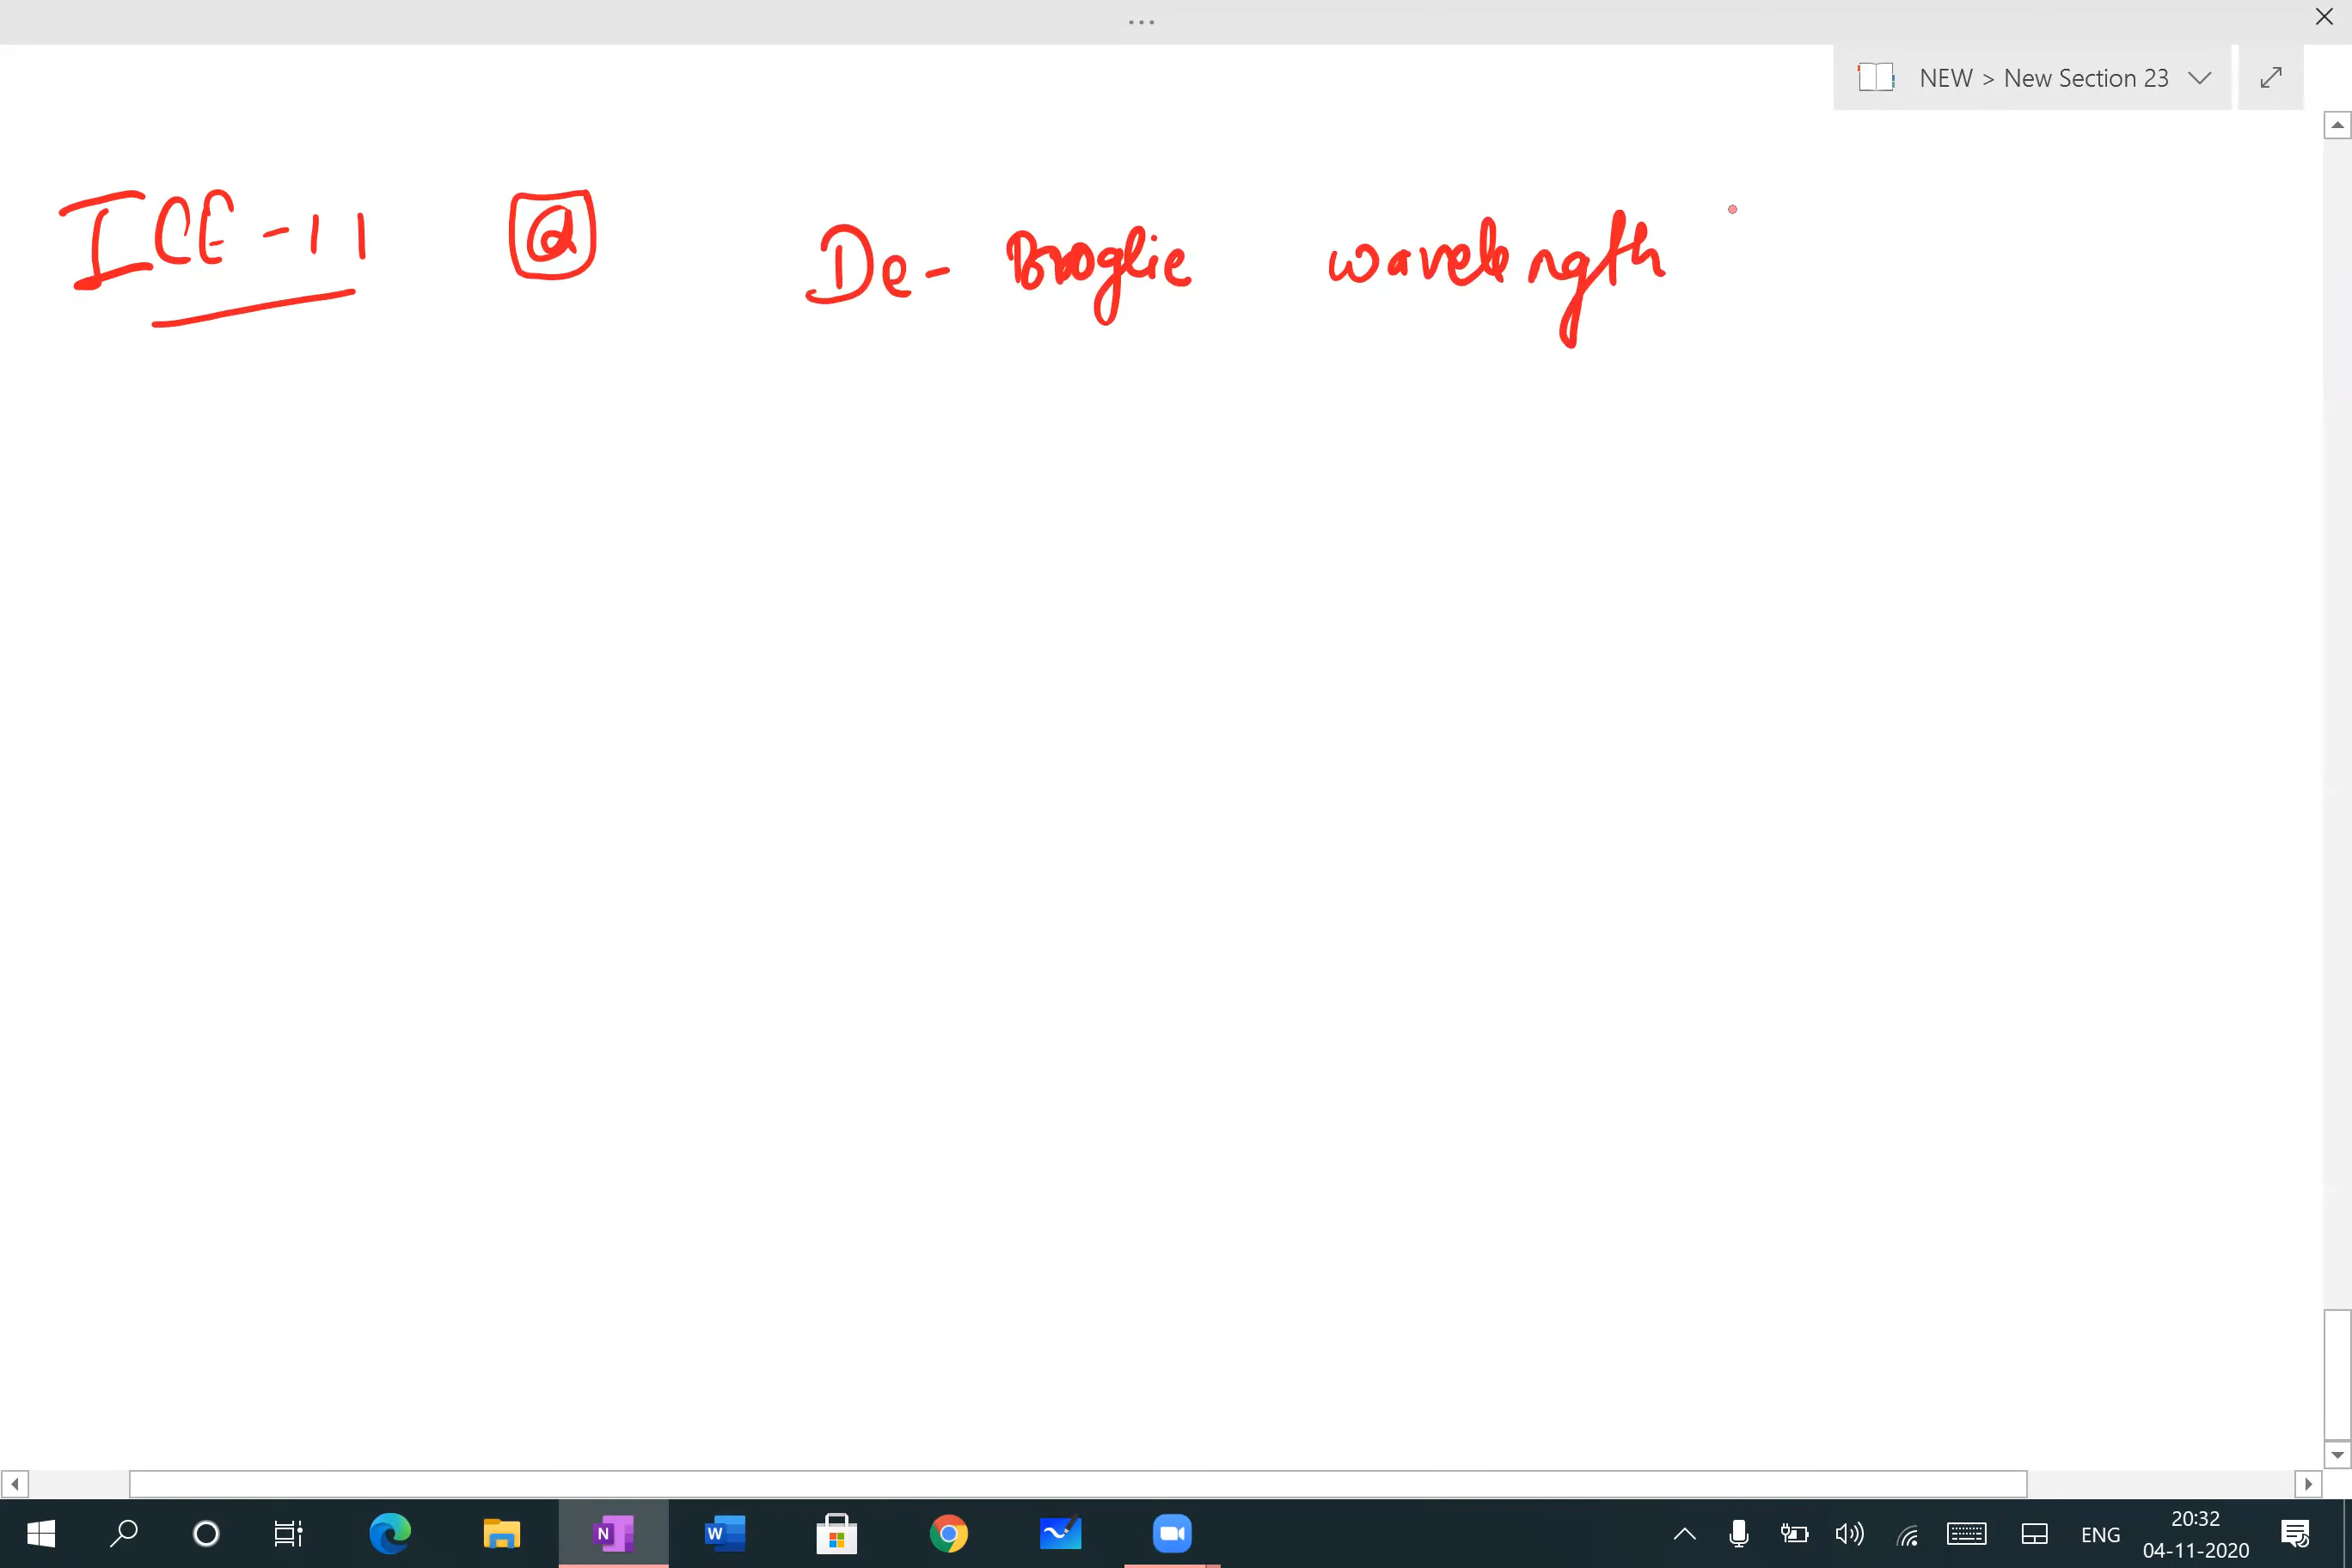 NEW > New Section 23
ICE-11 Q De-Broglie wavelength
ENG
20:32
04-11-2020